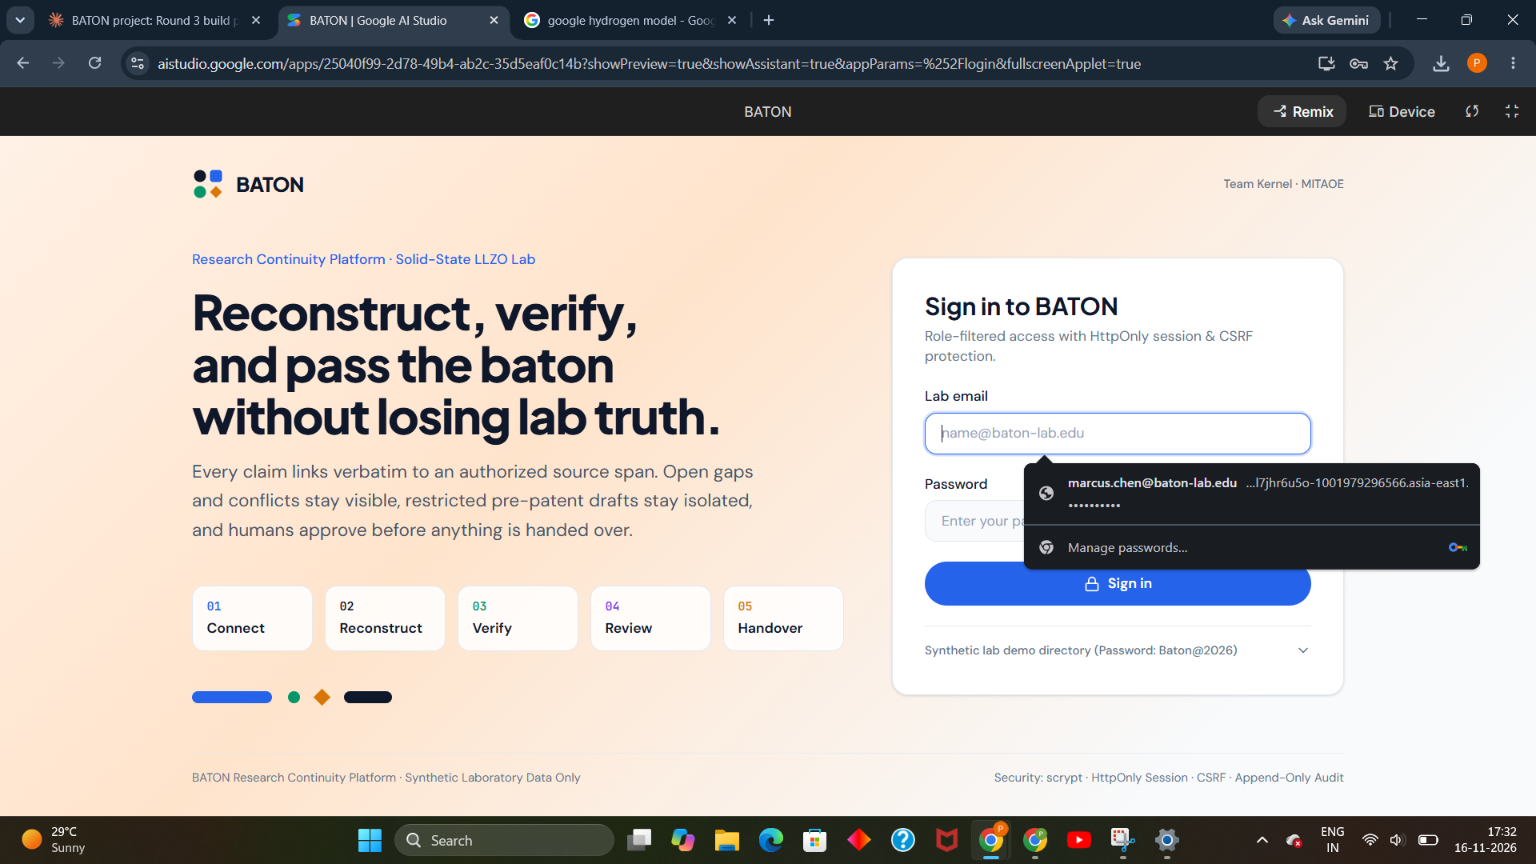 BATON project: Round 3 build p
BATON | Google AI Studio
google hydrogen model - Goo
Ask Gemini
P
aistudio.google.com/apps/25040f99-2d78-49b4-ab2c-35d5eaf0c14b?showPreview=true&showAssistant=true&appParams=%252Flogin&fullscreenApplet=true
BATON
Remix
Device
BATON
Team Kernel · MITAOE
Research Continuity Platform · Solid-State LLZO Lab
Reconstruct, verify,
and pass the baton
without losing lab truth.
Every claim links verbatim to an authorized source span. Open gaps
and conflicts stay visible, restricted pre-patent drafts stay isolated,
and humans approve before anything is handed over.
01
Connect
02
Reconstruct
03
Verify
04
Review
05
Handover
Sign in to BATON
Role-filtered access with HttpOnly session & CSRF
protection.
Lab email
name@baton-lab.edu
Password
Enter your pa
marcus.chen@baton-lab.edu ...l7jhr6u5o-1001979296566.asia-east1.
••••••••••
Manage passwords...
Sign in
Synthetic lab demo directory (Password: Baton@2026)
BATON Research Continuity Platform · Synthetic Laboratory Data Only
Security: scrypt · HttpOnly Session · CSRF · Append-Only Audit
29°C
Sunny
Search
P
ENG
IN
17:32
16-11-2026